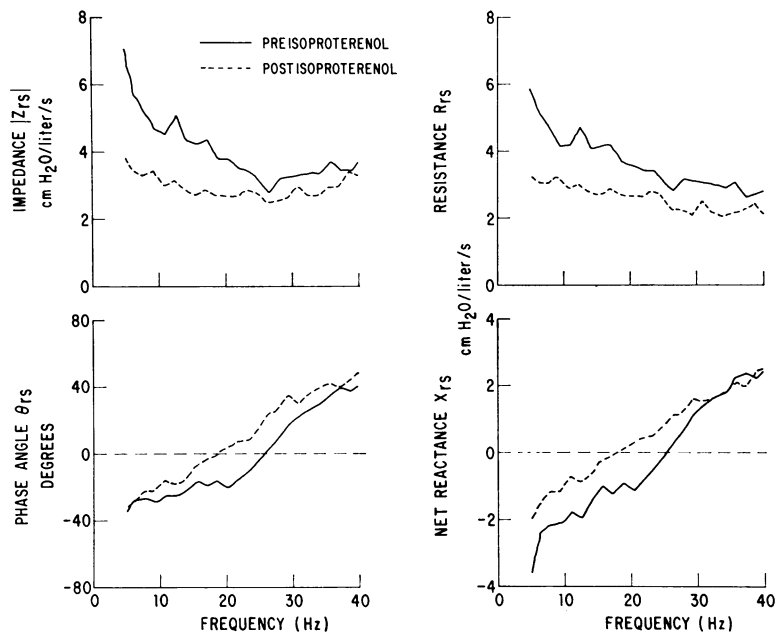 8
6
4
2
0
IMPEDANCE |Zrs|
cm H2O/liter/s
PREISOPROTERENOL
POSTISOPROTERENOL
8
6
4
2
0
RESISTANCE Rrs
cm H2O/liter/s
80
40
0
-40
-80
PHASE ANGLE θrs
DEGREES
0 10 20 30 40
FREQUENCY (Hz)
4
2
0
-2
-4
NET REACTANCE Xrs
0 10 20 30 40
FREQUENCY (Hz)